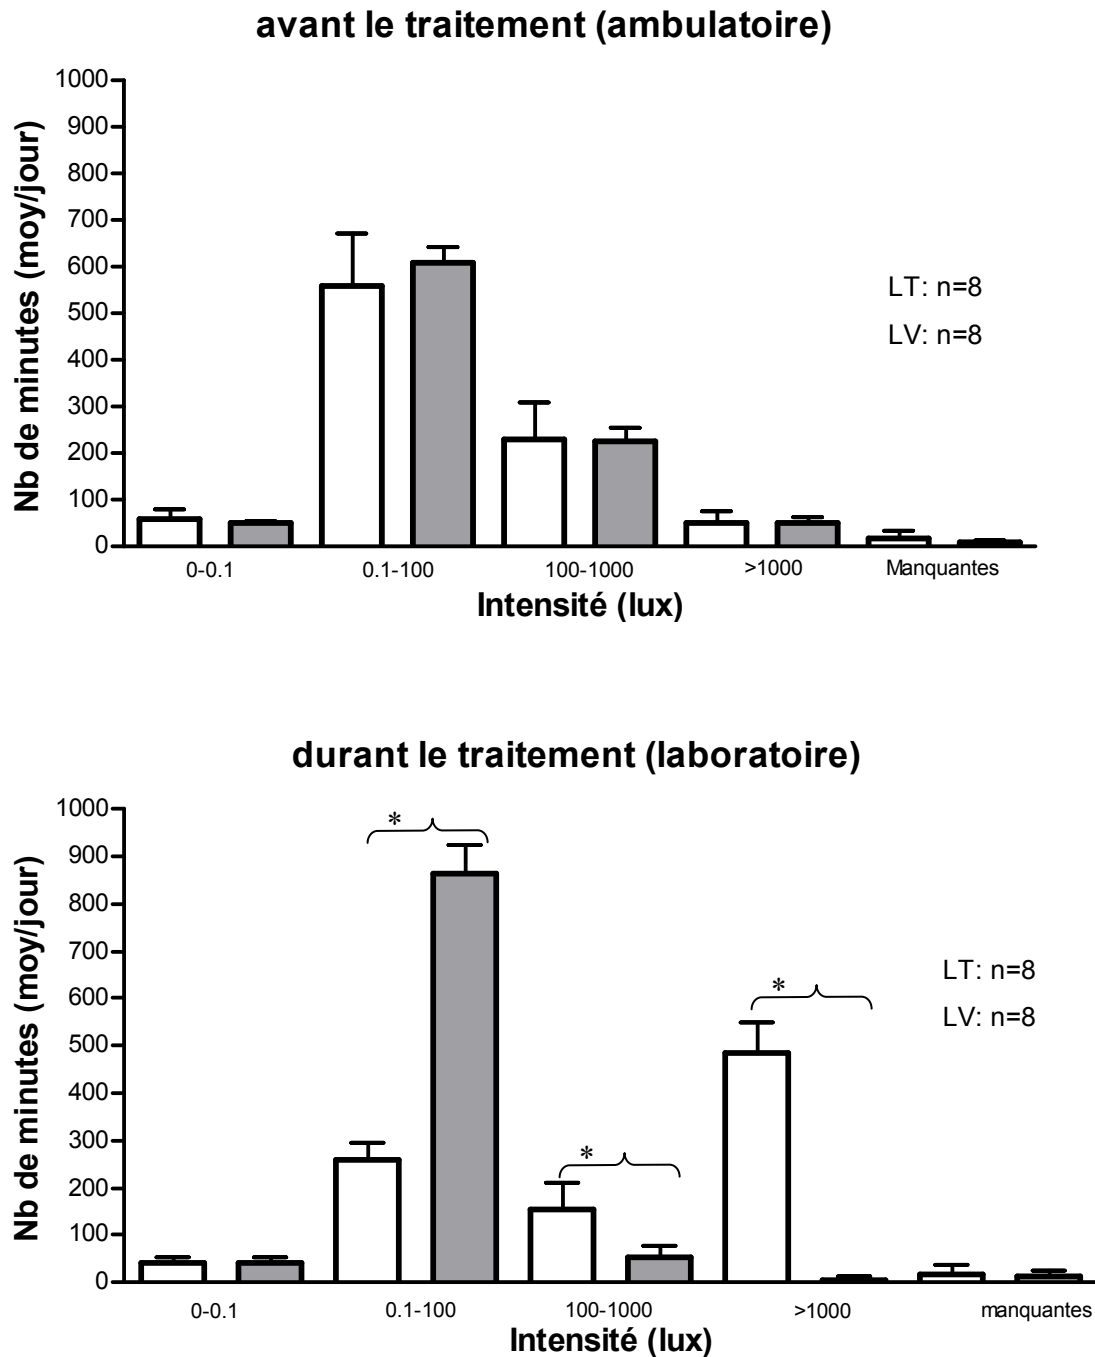 avant le traitement (ambulatoire)
Nb de minutes (moy/jour)
1000
900
800
700
600
500
400
300
200
100
0
LT: n=8
LV: n=8
0-0.1 0.1-100 100-1000 >1000 Manquantes
Intensité (lux)
durant le traitement (laboratoire)
Nb de minutes (moy/jour)
1000
900
800
700
600
500
400
300
200
100
0
*
*
*
LT: n=8
LV: n=8
0-0.1 0.1-100 100-1000 >1000 manquantes
Intensité (lux)